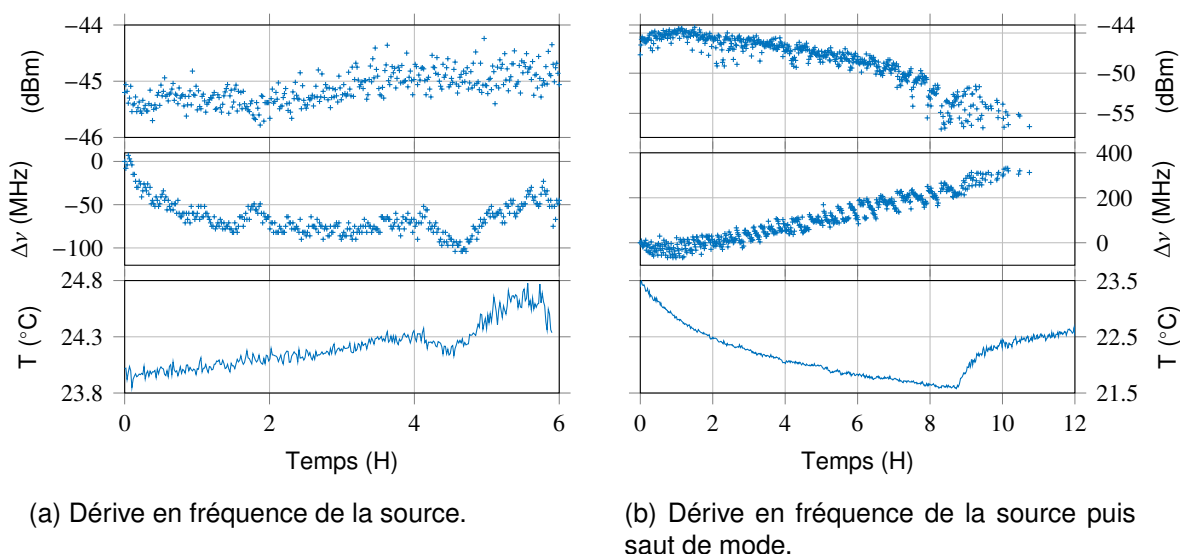 −44
−45
−46
(dBm)
0
−50
−100
Δν (MHz)
24.8
24.3
23.8
T (°C)
0 2 4 6
Temps (H)
(a) Dérive en fréquence de la source.
−44
−50
−55
(dBm)
400
200
0
Δν (MHz)
23.5
22.5
21.5
T (°C)
0 2 4 6 8 10 12
Temps (H)
(b) Dérive en fréquence de la source puis
saut de mode.